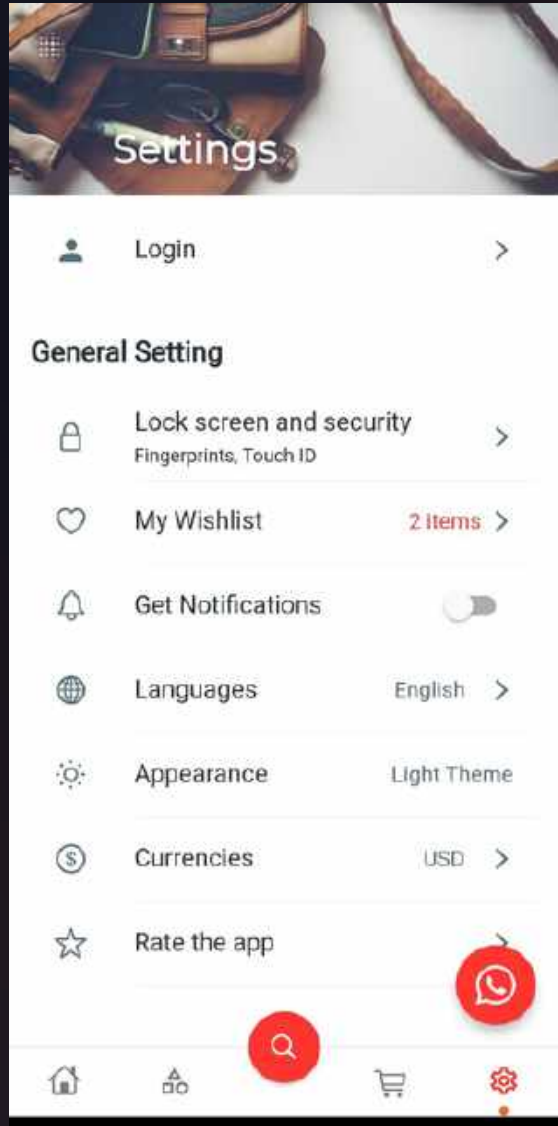 Settings
Login
General Setting
Lock screen and security
Fingerprints, Touch ID
My Wishlist 2 items
Get Notifications
Languages English
Appearance Light Theme
Currencies USD
Rate the app